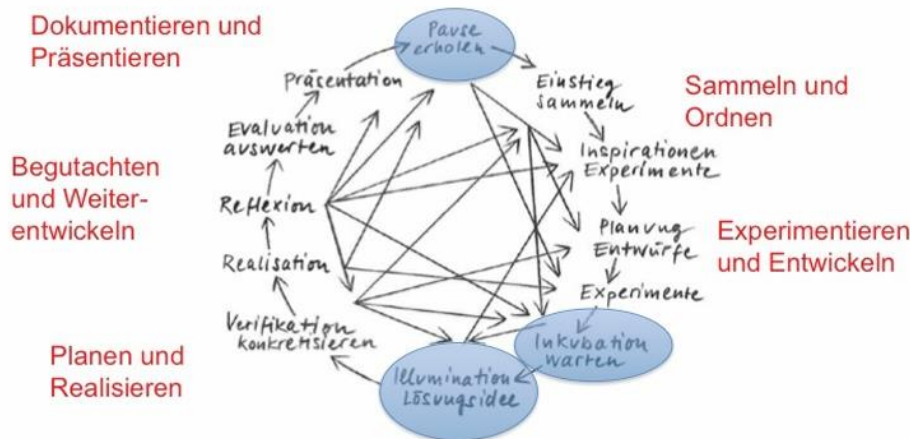 Dokumentieren und
Präsentieren
Pause
erholen
Präsentation
Einstieg
sammeln
Sammeln und
Ordnen
Evaluation
auswerten
Inspirationen
Experimente
Begutachten
und Weiter-
entwickeln
Reflexion
Planung
Entwürfe
Experimentieren
und Entwickeln
Realisation
Experimente
Verifikation
konkretisieren
Inkubation
warten
Planen und
Realisieren
Illumination
Lösungsidee